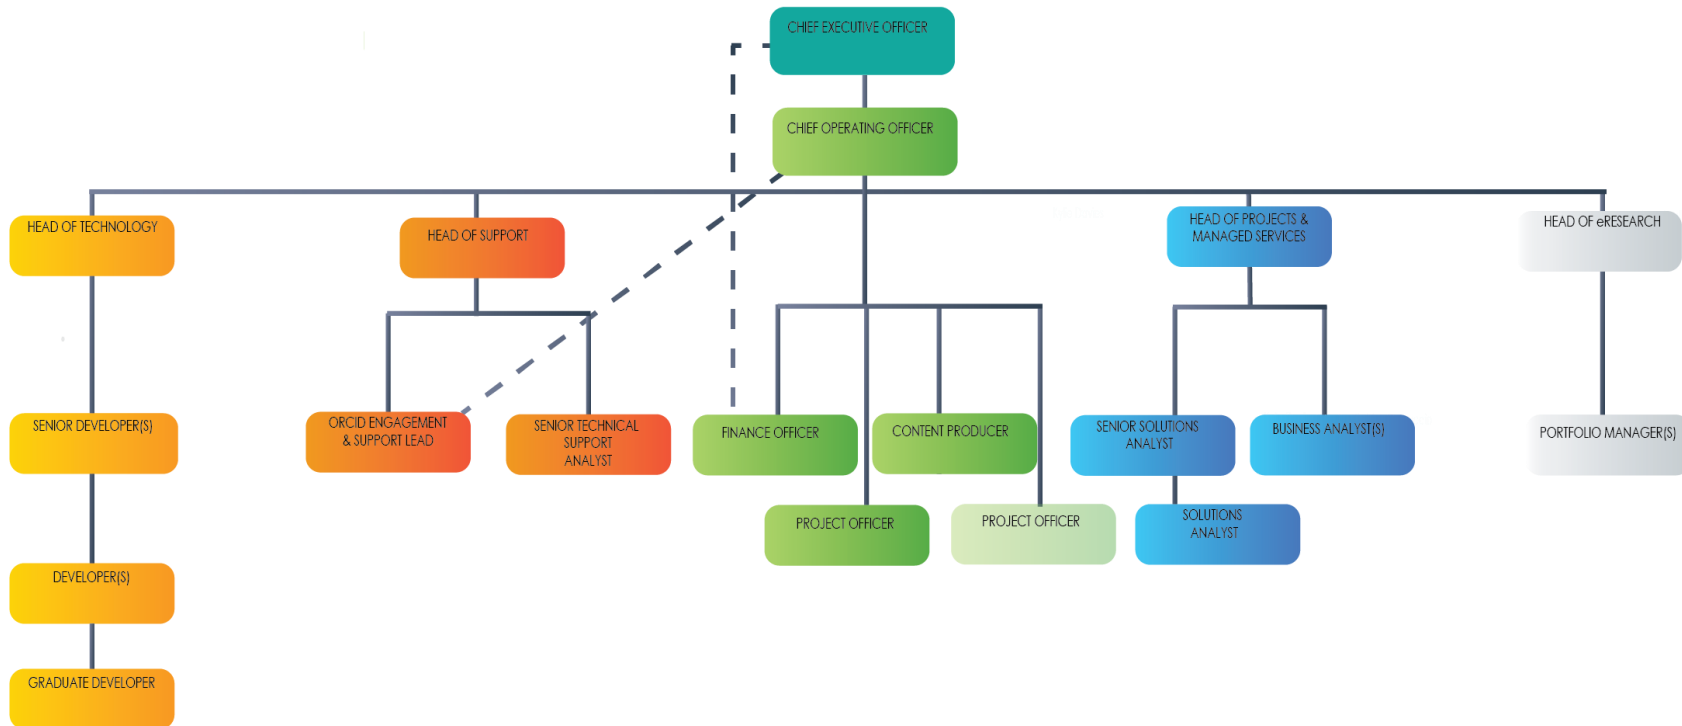 CHIEF EXECUTIVE OFFICER
CHIEF OPERATING OFFICER
HEAD OF TECHNOLOGY
HEAD OF SUPPORT
HEAD OF PROJECTS &
MANAGED SERVICES
HEAD OF eRESEARCH
SENIOR DEVELOPER(S)
ORCID ENGAGEMENT
& SUPPORT LEAD
SENIOR TECHNICAL
SUPPORT
ANALYST
FINANCE OFFICER
CONTENT PRODUCER
SENIOR SOLUTIONS
ANALYST
BUSINESS ANALYST(S)
PORTFOLIO MANAGER(S)
PROJECT OFFICER
PROJECT OFFICER
SOLUTIONS
ANALYST
DEVELOPER(S)
GRADUATE DEVELOPER